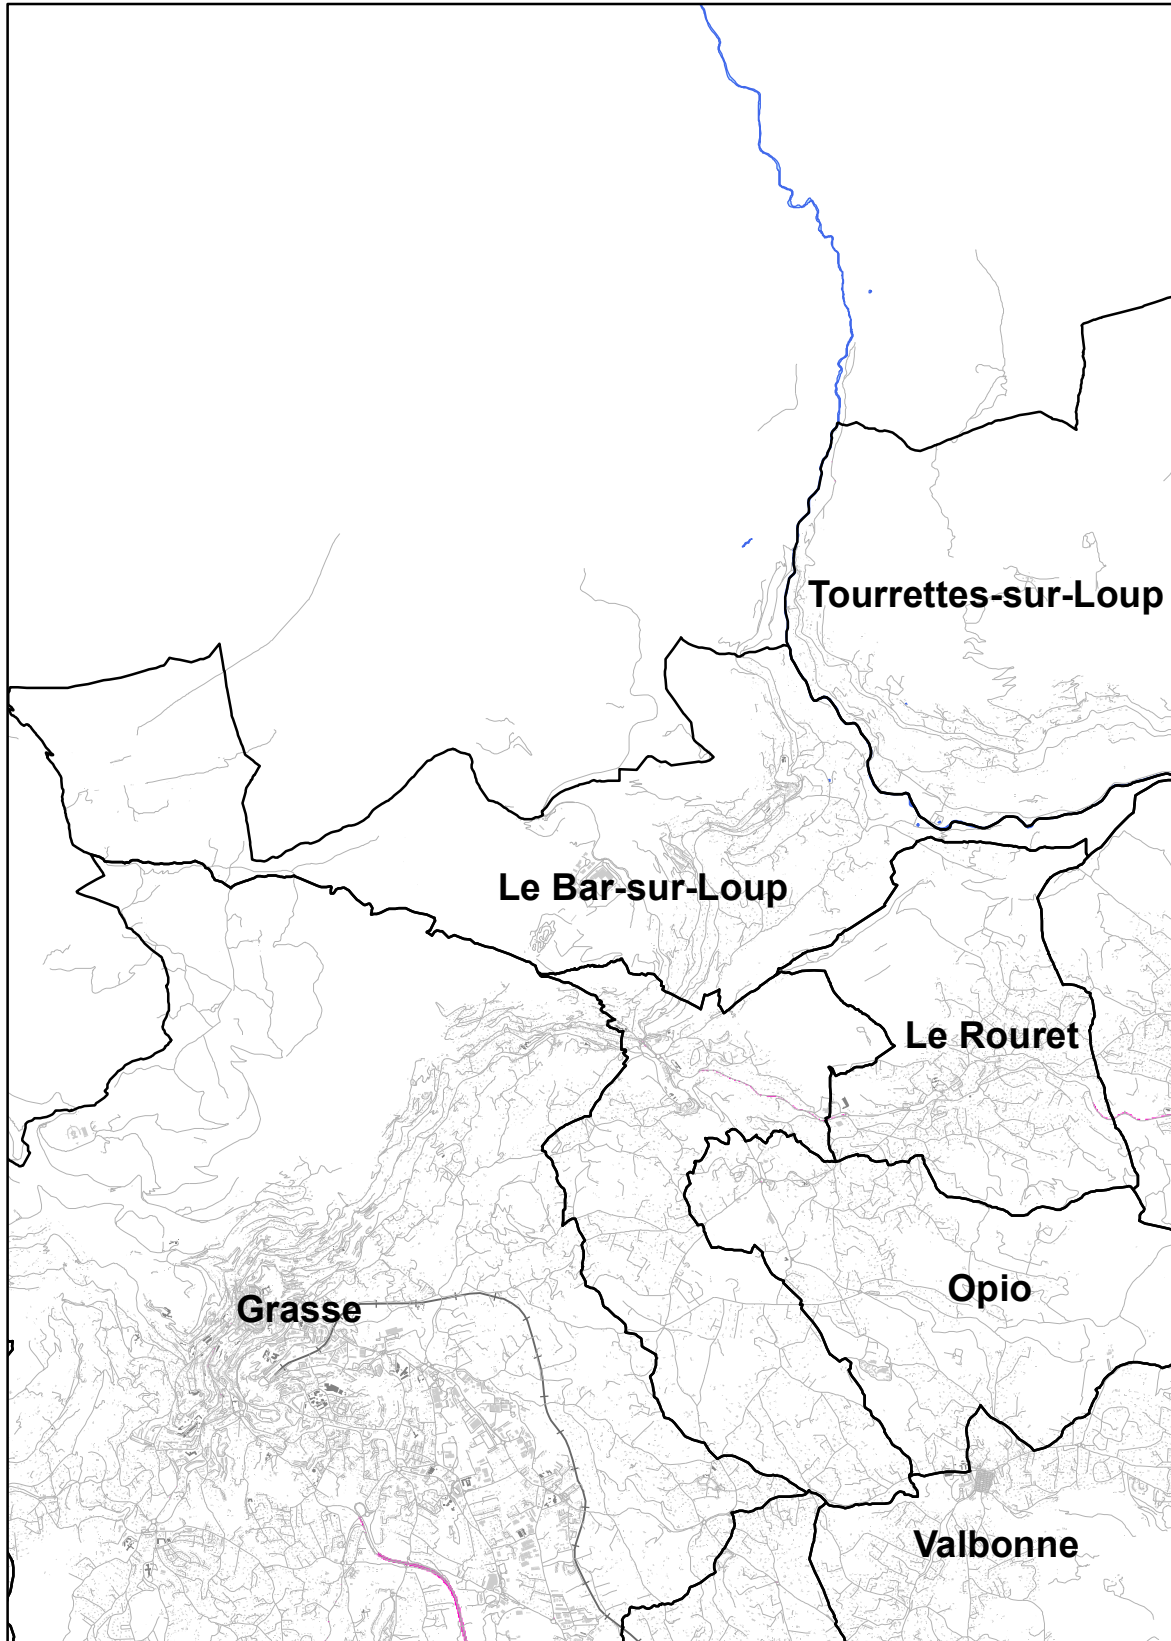 Tourrettes-sur-Loup
Le Bar-sur-Loup
Le Rouret
Opio
Grasse
Valbonne